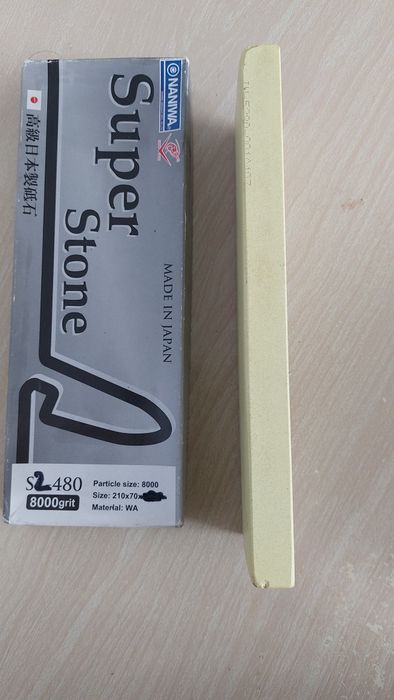 NANIWA
Super
Stone
高級日本製砥石
MADE IN JAPAN
S2480
8000grit
Particle size: 8000
Size: 210x70x
Material: WA